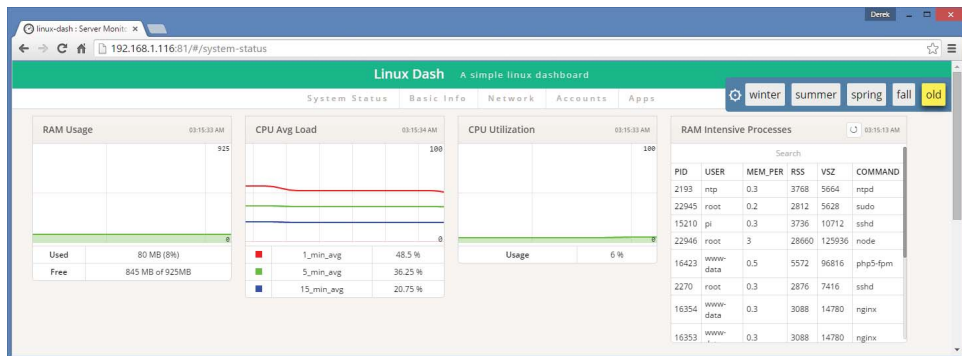 Derek
linux-dash : Server Monito
192.168.1.116:81/#/system-status
Linux Dash A simple linux dashboard
System Status Basic Info Network Accounts Apps
winter summer spring fall old
RAM Usage 03:15:33 AM
925
0
Used 80 MB (8%)
Free 845 MB of 925MB
CPU Avg Load 03:15:34 AM
100
0
1_min_avg 48.5 %
5_min_avg 36.25 %
15_min_avg 20.75 %
CPU Utilization 03:15:33 AM
100
0
Usage 6 %
RAM Intensive Processes 03:15:13 AM
Search
PID USER MEM_PER RSS VSZ COMMAND
2193 ntp 0.3 3768 5664 ntpd
22945 root 0.2 2812 5628 sudo
15210 pi 0.3 3736 10712 sshd
22946 root 3 28660 125936 node
16423 www-data 0.5 5572 96816 php5-fpm
2270 root 0.3 2876 7416 sshd
16354 www-data 0.3 3088 14780 nginx
16353 www- 0.3 3088 14780 nginx